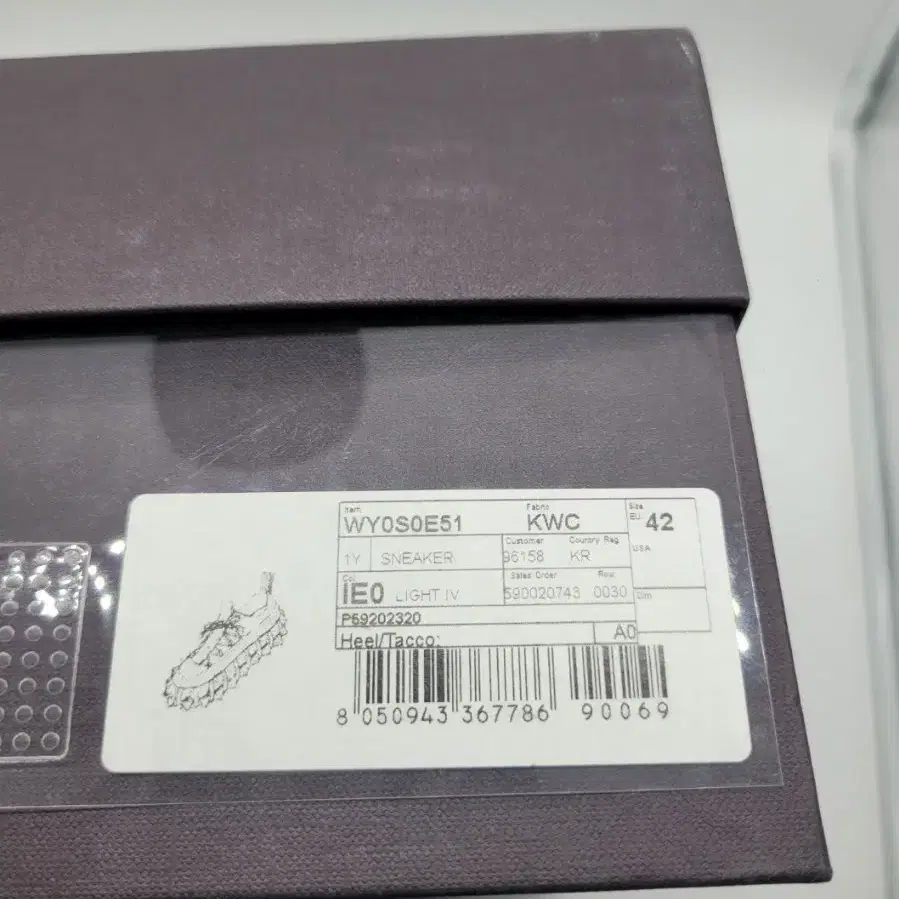 Item Fabric Size
WY0S0E51 KWC EU 42
Customer Country Reg. USA
1Y SNEAKER 96158 KR
Col. Sales Order Row
IE0 LIGHT IV 590020743 0030 Dim
P59202320
Heel/Tacco: A0
8 050943 367786 90069